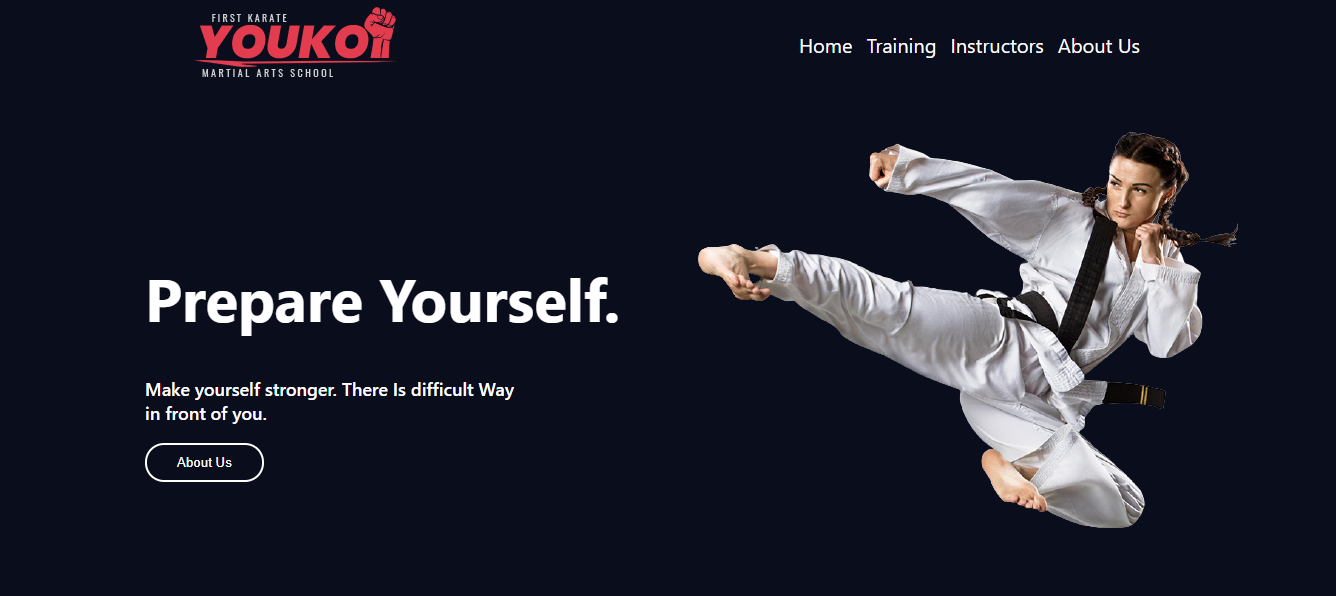 FIRST KARATE
YOUKOI
MARTIAL ARTS SCHOOL
Home Training Instructors About Us
Prepare Yourself.
Make yourself stronger. There Is difficult Way
in front of you.
About Us